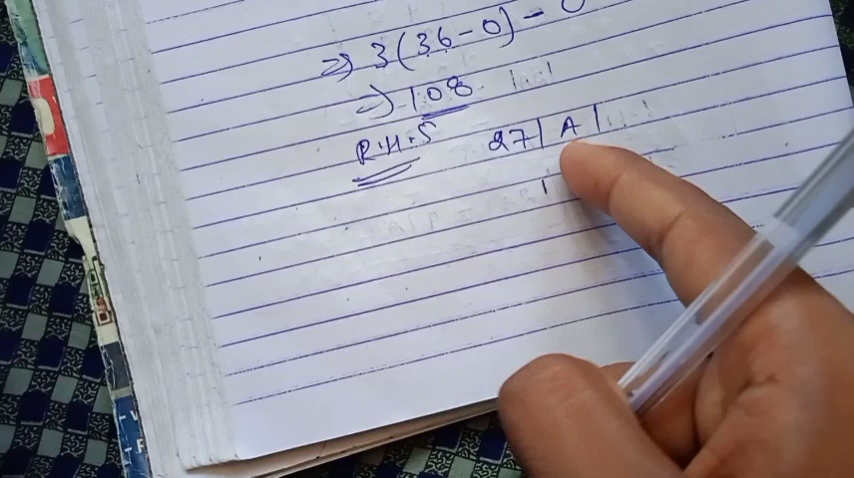 ⇒ 3(36-0) - 0
⇒ 108
R.H.S 27|A|